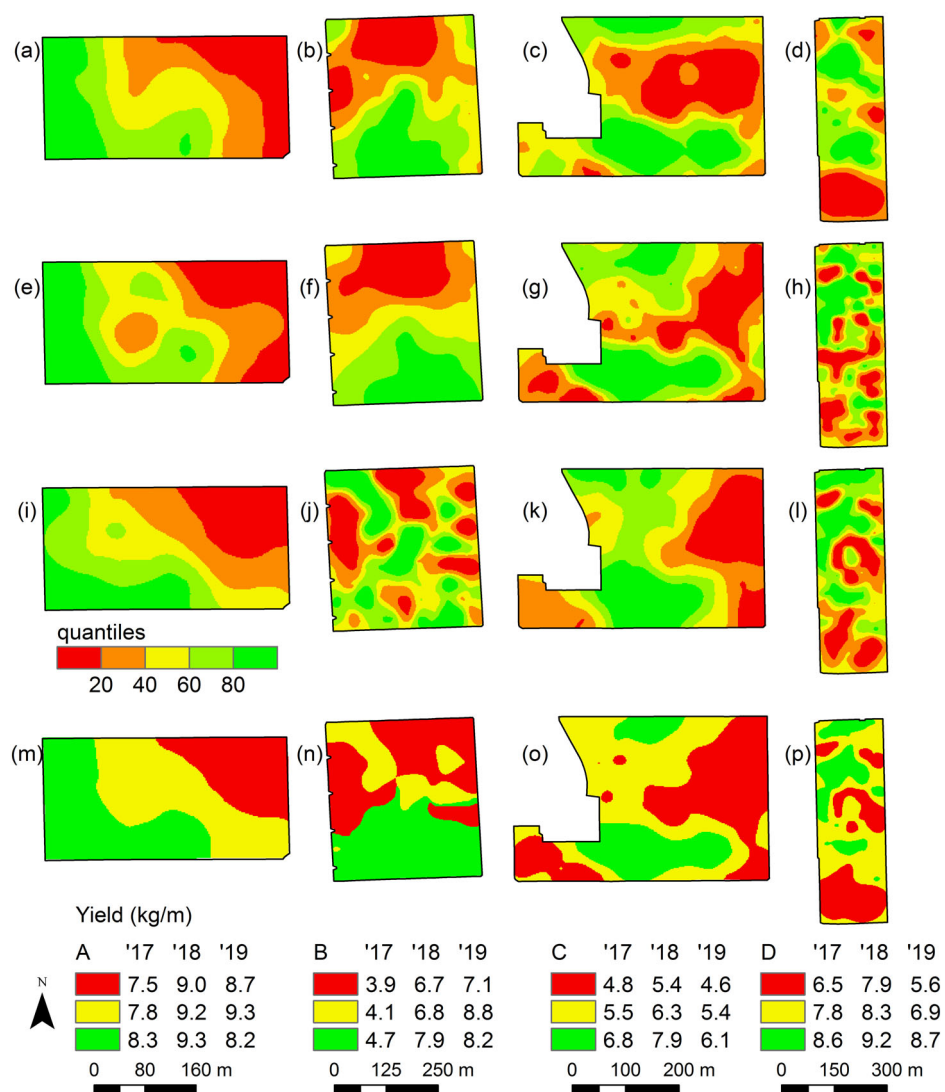 (a) (b) (c) (d)
(e) (f) (g) (h)
(i) (j) (k) (l)
quantiles
20 40 60 80
(m) (n) (o) (p)
Yield (kg/m)
A '17 '18 '19 B '17 '18 '19 C '17 '18 '19 D '17 '18 '19
N
7.5 9.0 8.7 3.9 6.7 7.1 4.8 5.4 4.6 6.5 7.9 5.6
7.8 9.2 9.3 4.1 6.8 8.8 5.5 6.3 5.4 7.8 8.3 6.9
8.3 9.3 8.2 4.7 7.9 8.2 6.8 7.9 6.1 8.6 9.2 8.7
0 80 160 m 0 125 250 m 0 100 200 m 0 150 300 m